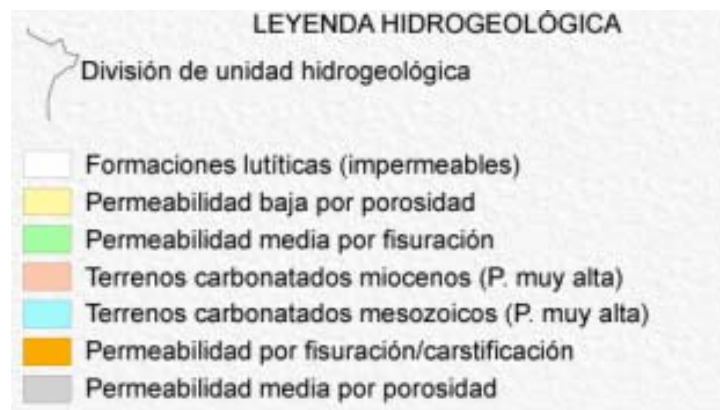 LEYENDA HIDROGEOLÓGICA
División de unidad hidrogeológica
Formaciones lutíticas (impermeables)
Permeabilidad baja por porosidad
Permeabilidad media por fisuración
Terrenos carbonatados miocenos (P. muy alta)
Terrenos carbonatados mesozoicos (P. muy alta)
Permeabilidad por fisuración/carstificación
Permeabilidad media por porosidad